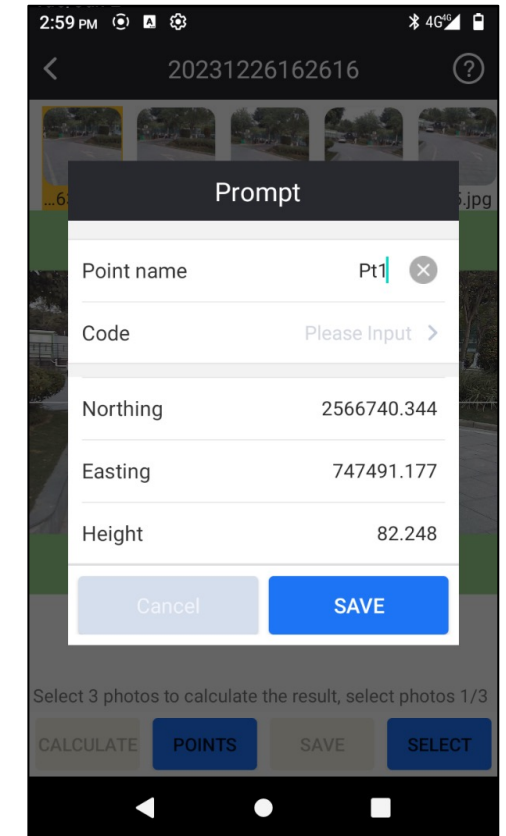 2:59 PM 4G 4G
20231226162616 ?
...6 5.jpg
Prompt
Point name Pt1
Code Please Input
Northing 2566740.344
Easting 747491.177
Height 82.248
Cancel SAVE
Select 3 photos to calculate the result, select photos 1/3
CALCULATE POINTS SAVE SELECT